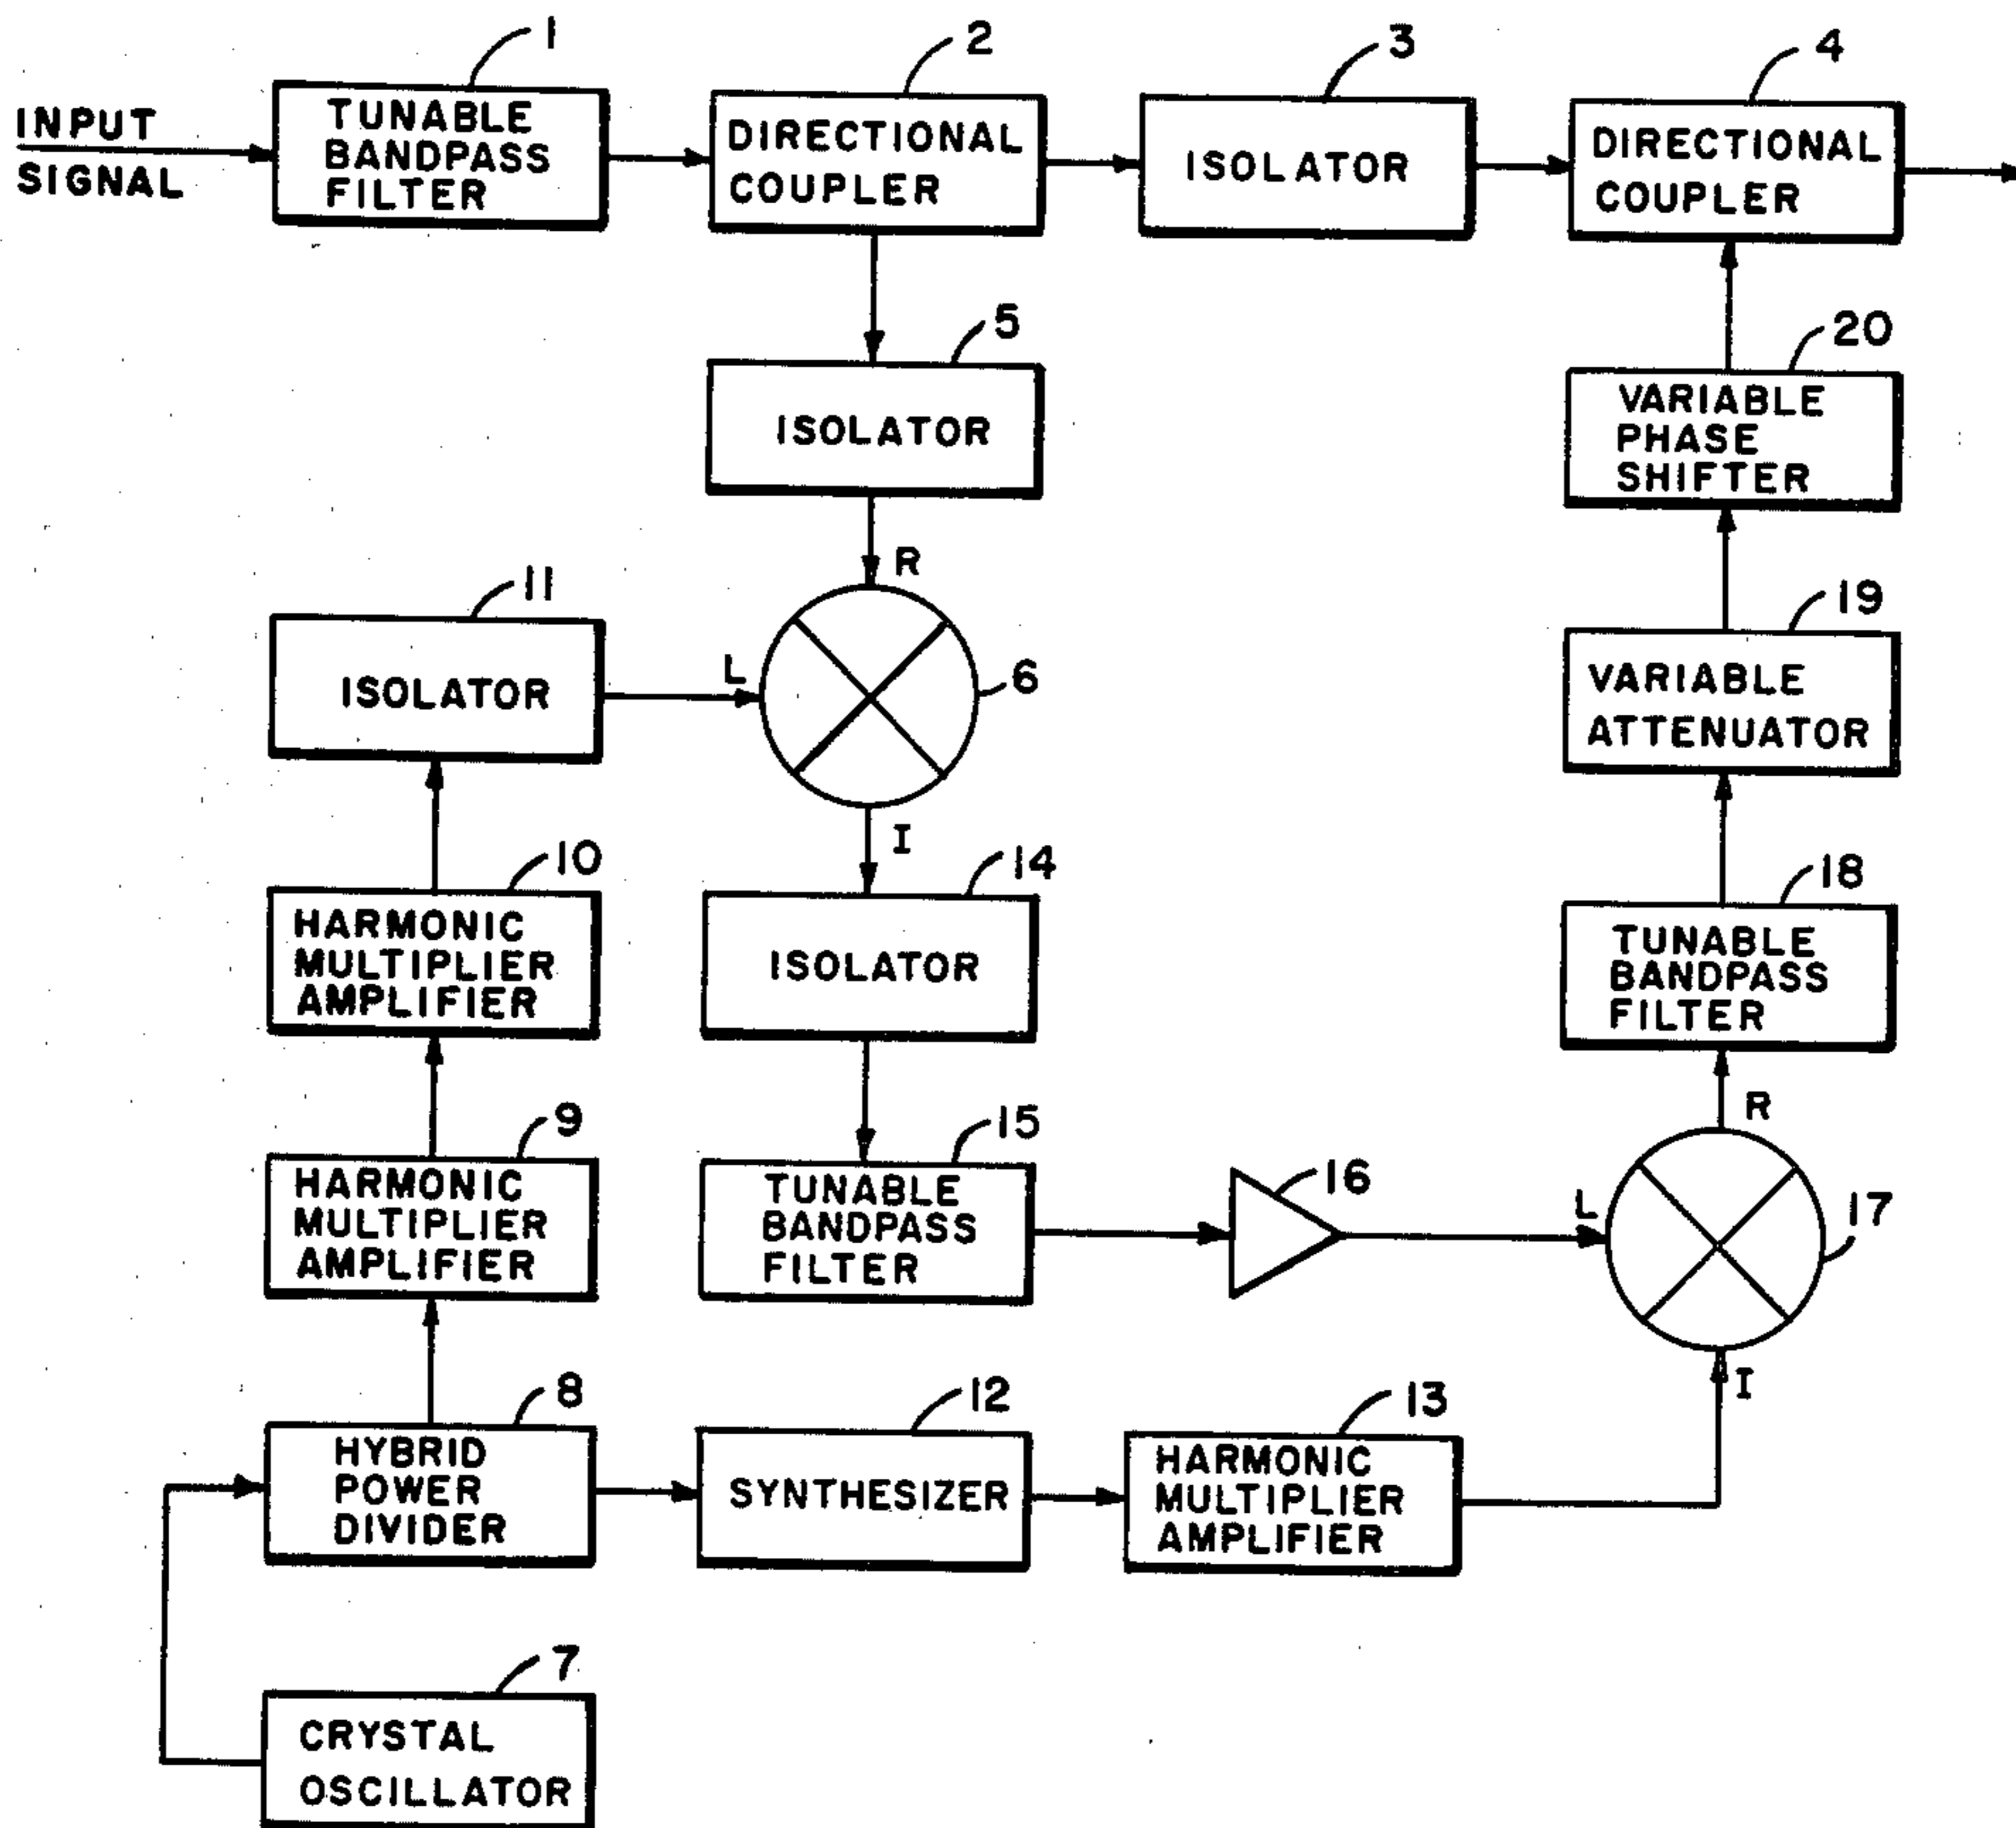 1
2
3
4
INPUT
SIGNAL
TUNABLE
BANDPASS
FILTER
DIRECTIONAL
COUPLER
ISOLATOR
DIRECTIONAL
COUPLER
5
ISOLATOR
20
VARIABLE
PHASE
SHIFTER
R
11
ISOLATOR
L
6
19
VARIABLE
ATTENUATOR
I
10
HARMONIC
MULTIPLIER
AMPLIFIER
14
ISOLATOR
18
TUNABLE
BANDPASS
FILTER
R
9
HARMONIC
MULTIPLIER
AMPLIFIER
15
TUNABLE
BANDPASS
FILTER
16
L
17
I
8
HYBRID
POWER
DIVIDER
12
SYNTHESIZER
13
HARMONIC
MULTIPLIER
AMPLIFIER
7
CRYSTAL
OSCILLATOR